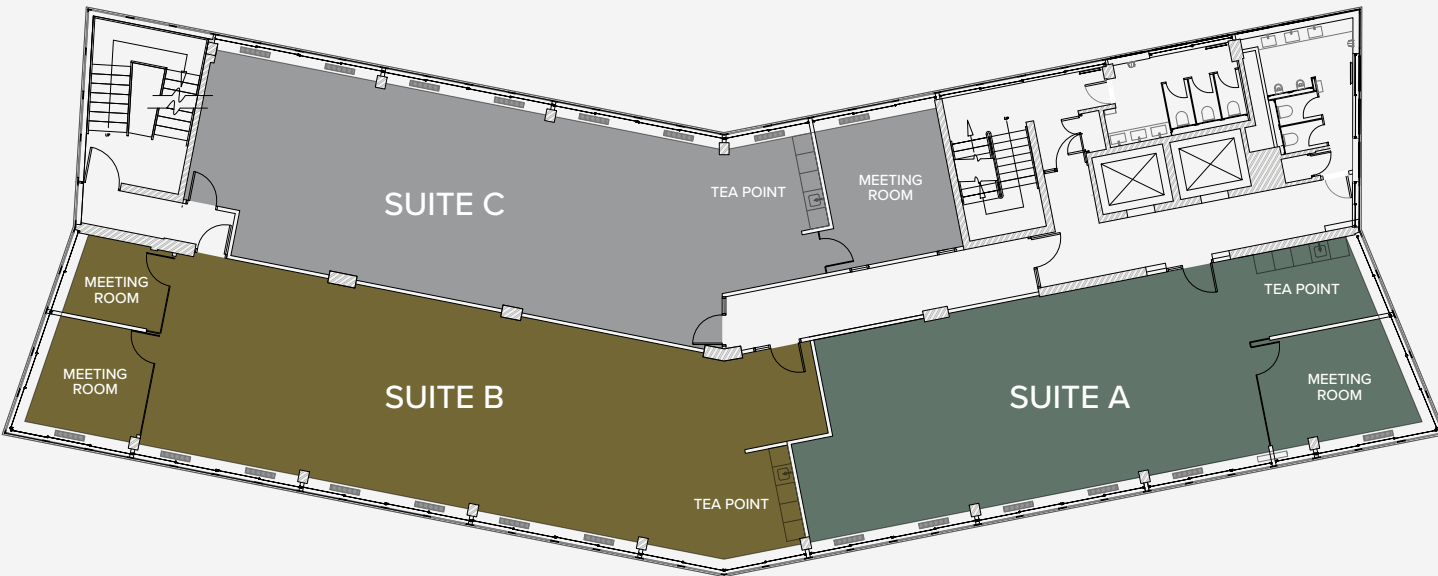 SUITE C
TEA POINT
MEETING
ROOM
MEETING
ROOM
TEA POINT
MEETING
ROOM
SUITE B
SUITE A
MEETING
ROOM
TEA POINT